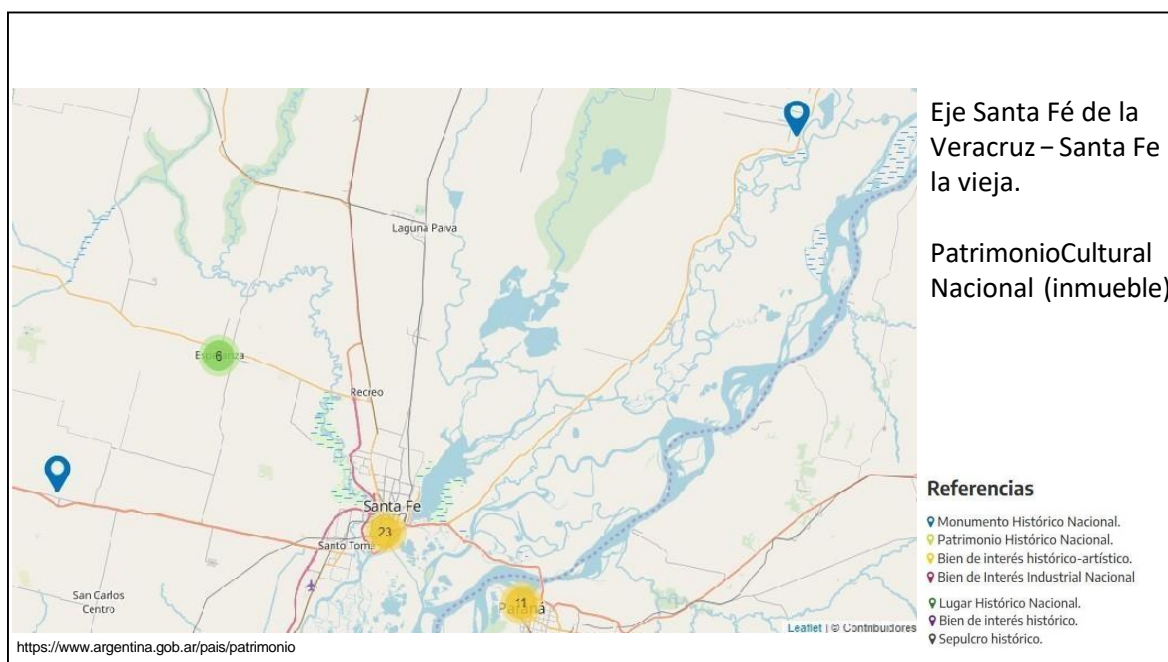 Eje Santa Fé de la
Veracruz – Santa Fe
la vieja.
PatrimonioCultural
Nacional (inmueble)
Laguna Paiva
6
Recreo
Santa Fe
23
Santo Tome
San Carlos
Centro
11
Paraná
Leaflet | © Contribuidores
Referencias
Monumento Histórico Nacional.
Patrimonio Histórico Nacional.
Bien de interés histórico-artístico.
Bien de Interés Industrial Nacional
Lugar Histórico Nacional.
Bien de interés histórico.
Sepulcro histórico.
https://www.argentina.gob.ar/pais/patrimonio